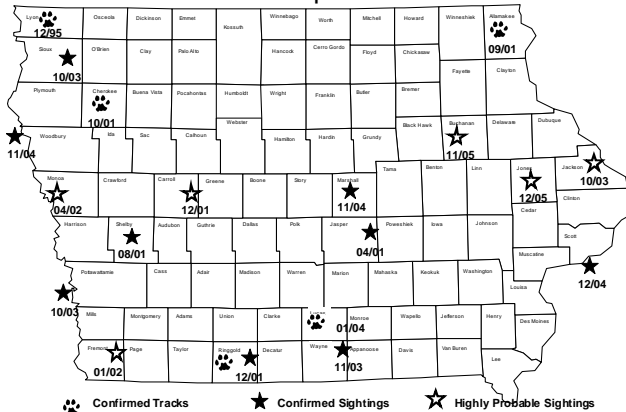 Lyon Osceola Dickinson Emmet Kossuth Winnebago Worth Mitchell Howard Winneshiek Allamakee
12/95
09/01
Sioux O'Brien Clay Palo Alto Hancock Cerro Gordo Floyd Chickasaw
10/03
Fayette Clayton
Plymouth Cherokee Buena Vista Pocahontas Humboldt Wright Franklin Butler Bremer
10/01
Webster
Black Hawk Buchanan Delaware Dubuque
Woodbury Ida Sac Calhoun Hamilton Hardin Grundy
11/04
11/05
Monona Crawford Carroll Greene Boone Story Marshall Tama Benton Linn Jones Jackson
10/03
04/02
12/01
11/04
12/05
Clinton
Cedar
Harrison Shelby Audubon Guthrie Dallas Polk Jasper Poweshiek Iowa Johnson
Scott
08/01
04/01
Muscatine
Pottawattamie Cass Adair Madison Warren Marion Mahaska Keokuk Washington
12/04
Louisa
10/03
Mills Montgomery Adams Union Clarke Lucas Monroe Wapello Jefferson Henry Des Moines
01/04
Fremont Page Taylor Ringgold Decatur Wayne Appanoose Davis Van Buren Lee
01/02
12/01
11/03
Confirmed Tracks Confirmed Sightings Highly Probable Sightings